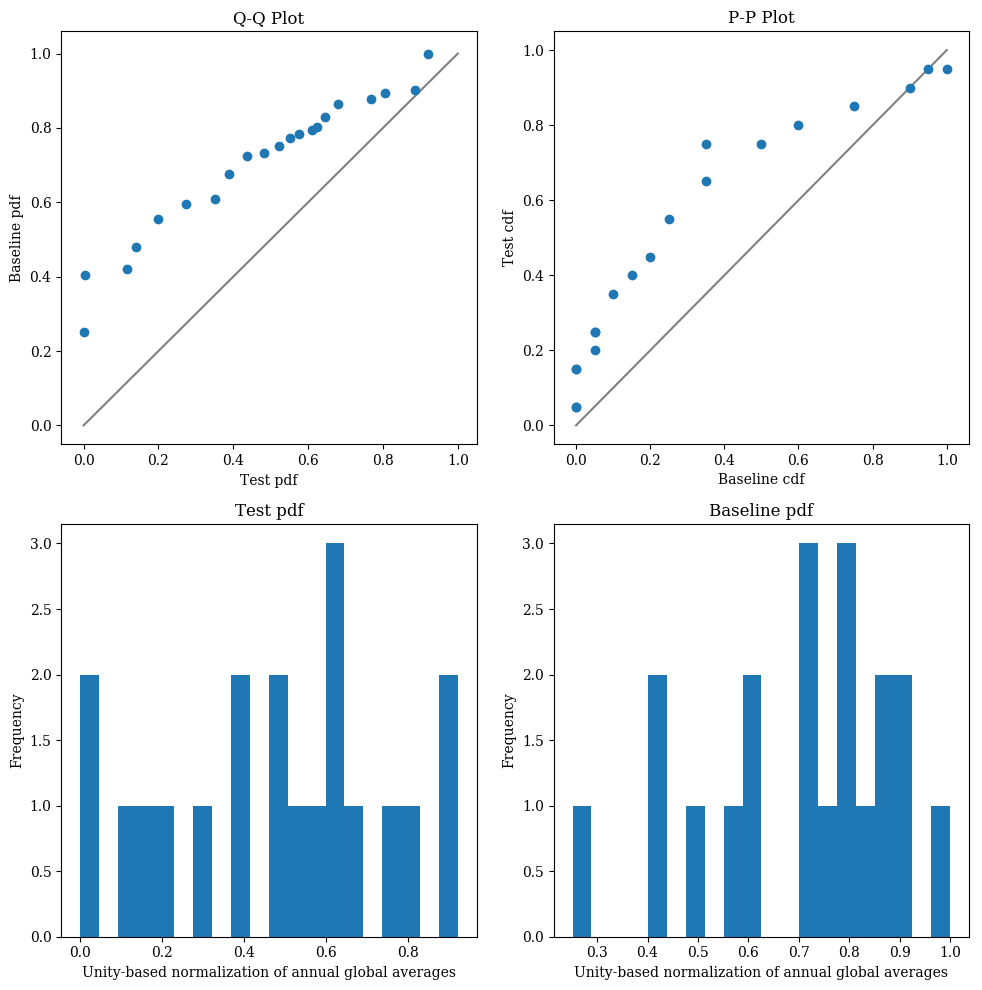 Q-Q Plot
1.0
0.8
0.6
0.4
0.2
0.0
Baseline pdf
0.0 0.2 0.4 0.6 0.8 1.0
Test pdf
P-P Plot
1.0
0.8
0.6
0.4
0.2
0.0
Test cdf
0.0 0.2 0.4 0.6 0.8 1.0
Baseline cdf
Test pdf
3.0
2.5
2.0
1.5
1.0
0.5
0.0
Frequency
0.0 0.2 0.4 0.6 0.8
Unity-based normalization of annual global averages
Baseline pdf
3.0
2.5
2.0
1.5
1.0
0.5
0.0
Frequency
0.3 0.4 0.5 0.6 0.7 0.8 0.9 1.0
Unity-based normalization of annual global averages